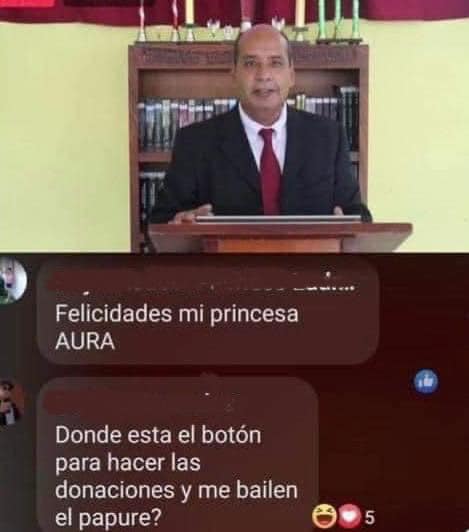 Felicidades mi princesa
AURA
Donde esta el botón
para hacer las
donaciones y me bailen
el papure?
5